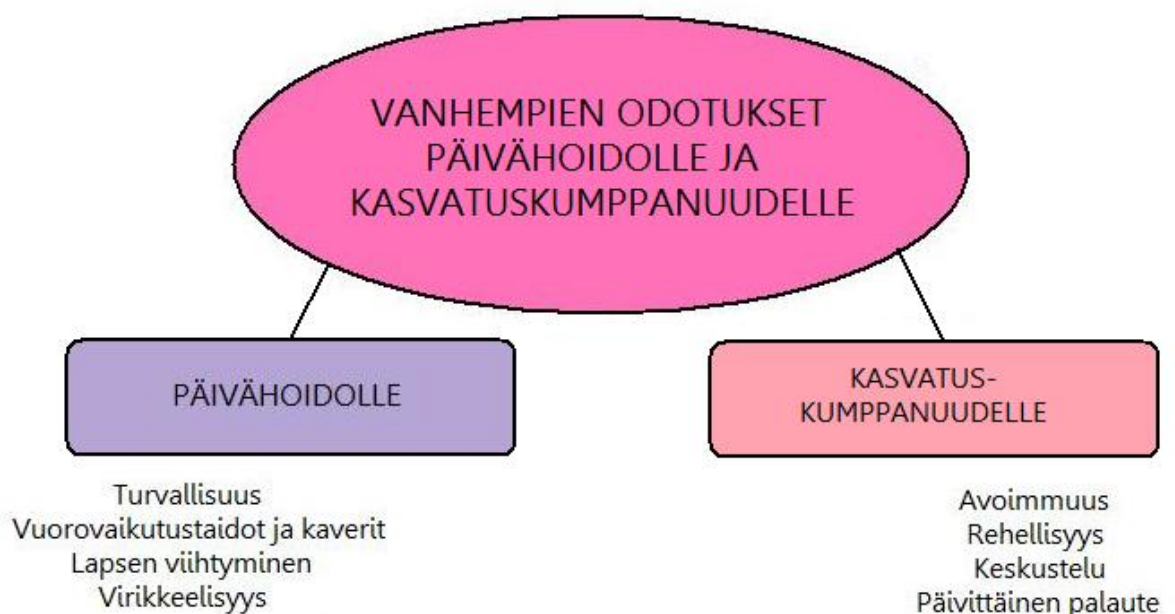 VANHEMPIEN ODOTUKSET
PÄIVÄHOIDOLLE JA
KASVATUSKUMPPANUUDELLE
PÄIVÄHOIDOLLE
Turvallisuus
Vuorovaikutustaidot ja kaverit
Lapsen viihtyminen
Virikkeelisyys
KASVATUS-
KUMPPANUUDELLE
Avoimmuus
Rehellisyys
Keskustelu
Päivittäinen palaute